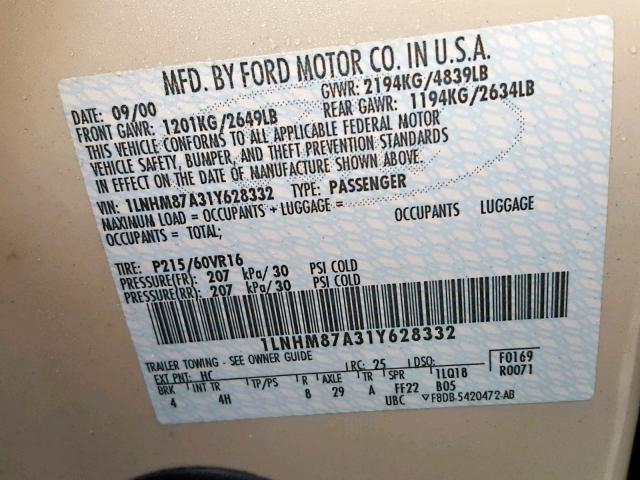 MFD. BY FORD MOTOR CO. IN U.S.A.
DATE: 09/00 GVWR: 2194KG/4839LB
FRONT GAWR: 1201KG/2649LB REAR GAWR: 1194KG/2634LB
THIS VEHICLE CONFORMS TO ALL APPLICABLE FEDERAL MOTOR
VEHICLE SAFETY, BUMPER, AND THEFT PREVENTION STANDARDS
IN EFFECT ON THE DATE OF MANUFACTURE SHOWN ABOVE.
VIN: 1LNHM87A31Y628332 TYPE: PASSENGER
MAXIMUM LOAD = OCCUPANTS + LUGGAGE = OCCUPANTS LUGGAGE
OCCUPANTS = TOTAL;
TIRE: P215/60VR16
PRESSURE(FR): 207 kPa/30 PSI COLD
PRESSURE(RR): 207 kPa/30 PSI COLD
1LNHM87A31Y628332
TRAILER TOWING - SEE OWNER GUIDE
EXT PNT: HC RC: 25 DSO: F0169
BRK INT TR TP/PS R AXLE TR SPR 1LQ1B R0071
4 4H 8 29 A FF22 B05
UBC F8DB-5420472-AB